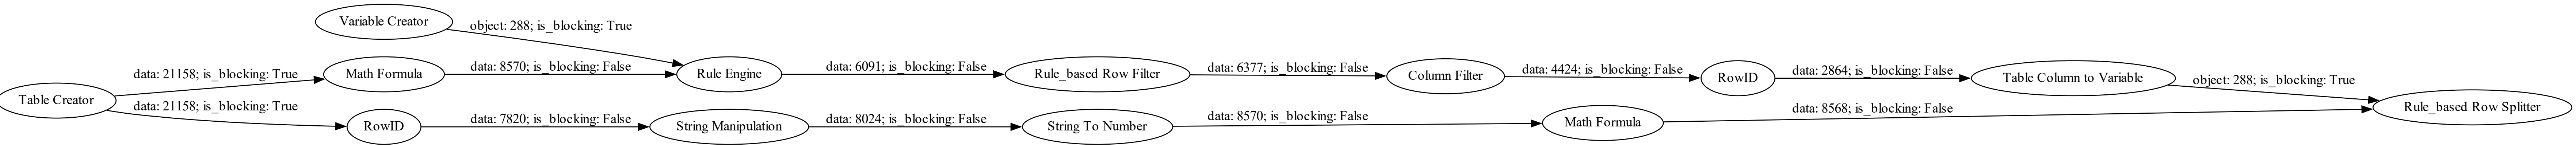 Variable Creator
object: 288; is_blocking: True
data: 21158; is_blocking: True
Math Formula
data: 8570; is_blocking: False
Rule Engine
data: 6091; is_blocking: False
Rule_based Row Filter
data: 6377; is_blocking: False
Column Filter
data: 4424; is_blocking: False
RowID
data: 2864; is_blocking: False
Table Column to Variable
object: 288; is_blocking: True
Table Creator
data: 21158; is_blocking: True
RowID
data: 7820; is_blocking: False
String Manipulation
data: 8024; is_blocking: False
String To Number
data: 8570; is_blocking: False
Math Formula
data: 8568; is_blocking: False
Rule_based Row Splitter